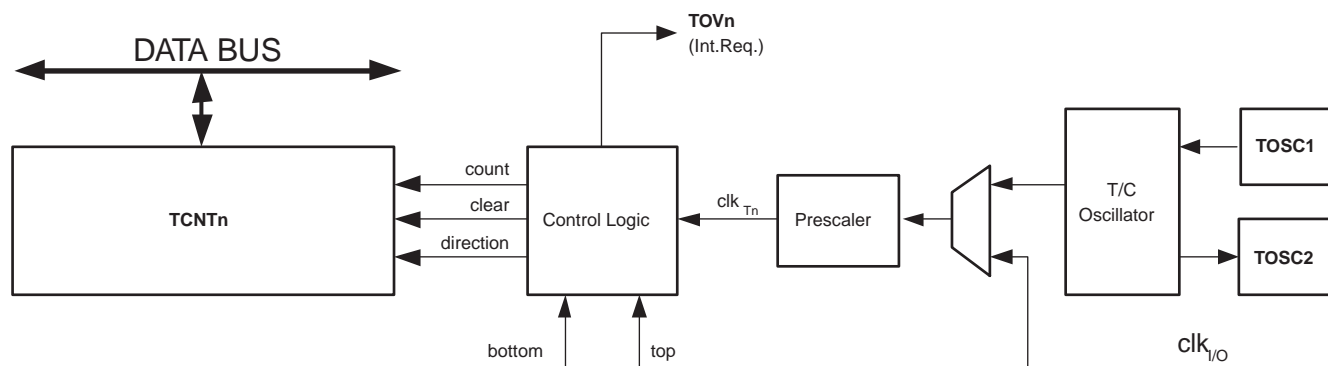 TOVn
(Int.Req.)
DATA BUS
TOSC1
count
T/C
Oscillator
clk Tn
TCNTn
clear
Control Logic
Prescaler
direction
TOSC2
bottom
top
clkI/O